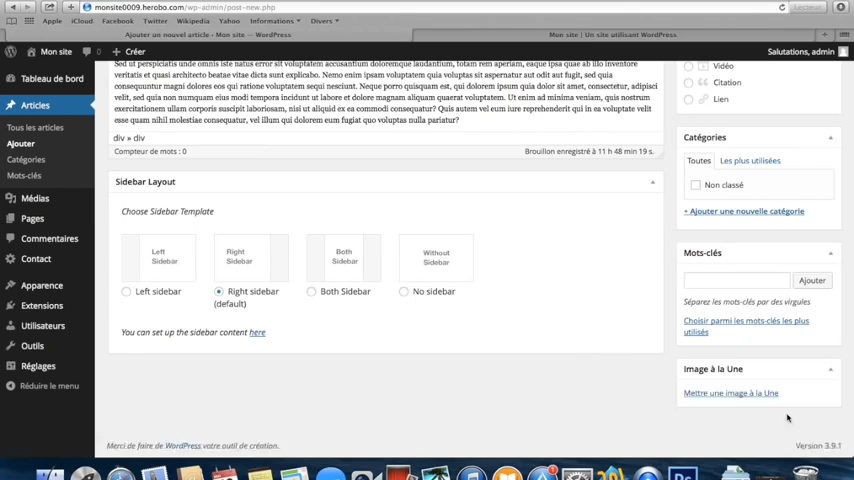 monsite0009.herobo.com/wp-admin/post-new.php
Lecteur
Apple iCloud Facebook Twitter Wikipedia Yahoo Informations Divers
Ajouter un nouvel article ‹ Mon site — WordPress
Mon site | Un site utilisant WordPress
Mon site 0 + Créer
Salutations, admin
Tableau de bord
Articles
Tous les articles
Ajouter
Catégories
Mots-clés
Médias
Pages
Commentaires
Contact
Apparence
Extensions
Utilisateurs
Outils
Réglages
Réduire le menu
Sed ut perspiciatis unde omnis iste natus error sit voluptatem accusantium doloremque laudantium, totam rem aperiam, eaque ipsa quae ab illo inventore
veritatis et quasi architecto beatae vitae dicta sunt explicabo. Nemo enim ipsam voluptatem quia voluptas sit aspernatur aut odit aut fugit, sed quia
consequuntur magni dolores eos qui ratione voluptatem sequi nesciunt. Neque porro quisquam est, qui dolorem ipsum quia dolor sit amet, consectetur, adipisci
velit, sed quia non numquam eius modi tempora incidunt ut labore et dolore magnam aliquam quaerat voluptatem. Ut enim ad minima veniam, quis nostrum
exercitationem ullam corporis suscipit laboriosam, nisi ut aliquid ex ea commodi consequatur? Quis autem vel eum iure reprehenderit qui in ea voluptate velit
esse quam nihil molestiae consequatur, vel illum qui dolorem eum fugiat quo voluptas nulla pariatur?
div » div
Compteur de mots : 0
Brouillon enregistré à 11 h 48 min 19 s.
Sidebar Layout
Choose Sidebar Template
Left
Sidebar
Right
Sidebar
Both
Sidebar
Without
Sidebar
Left sidebar
Right sidebar
(default)
Both Sidebar
No sidebar
You can set up the sidebar content here
Vidéo
Citation
Lien
Catégories
Toutes
Les plus utilisées
Non classé
+ Ajouter une nouvelle catégorie
Mots-clés
Ajouter
Séparez les mots-clés par des virgules
Choisir parmi les mots-clés les plus
utilisés
Image à la Une
Mettre une image à la Une
Merci de faire de WordPress votre outil de création.
Version 3.9.1